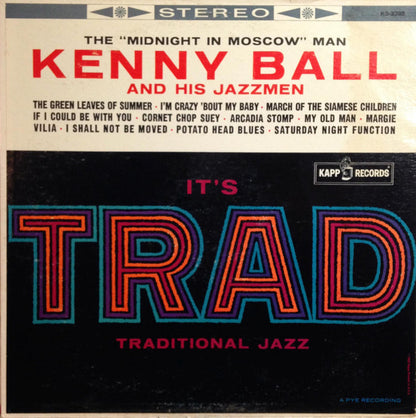 STEREO
THE "MIDNIGHT IN MOSCOW" MAN
KENNY BALL
AND HIS JAZZMEN
THE GREEN LEAVES OF SUMMER · I'M CRAZY 'BOUT MY BABY · MARCH OF THE SIAMESE CHILDREN
IF I COULD BE WITH YOU · CORNET CHOP SUEY · ARCADIA STOMP · MY OLD MAN · MARGIE
VILIA · I SHALL NOT BE MOVED · POTATO HEAD BLUES · SATURDAY NIGHT FUNCTION
KAPP RECORDS
IT'S
TRAD
TRADITIONAL JAZZ
A PYE RECORDING